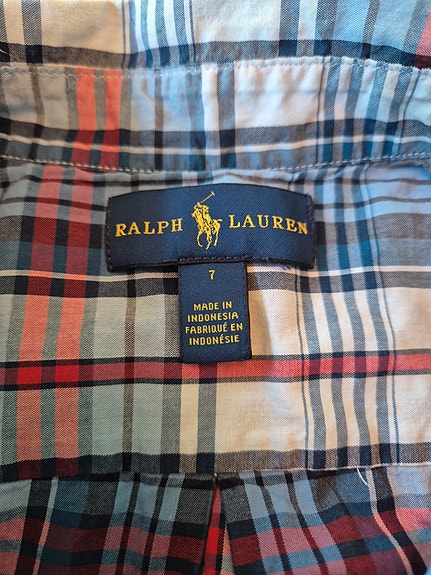 RALPH LAUREN
7
MADE IN
INDONESIA
FABRIQUÉ EN
INDONÉSIE